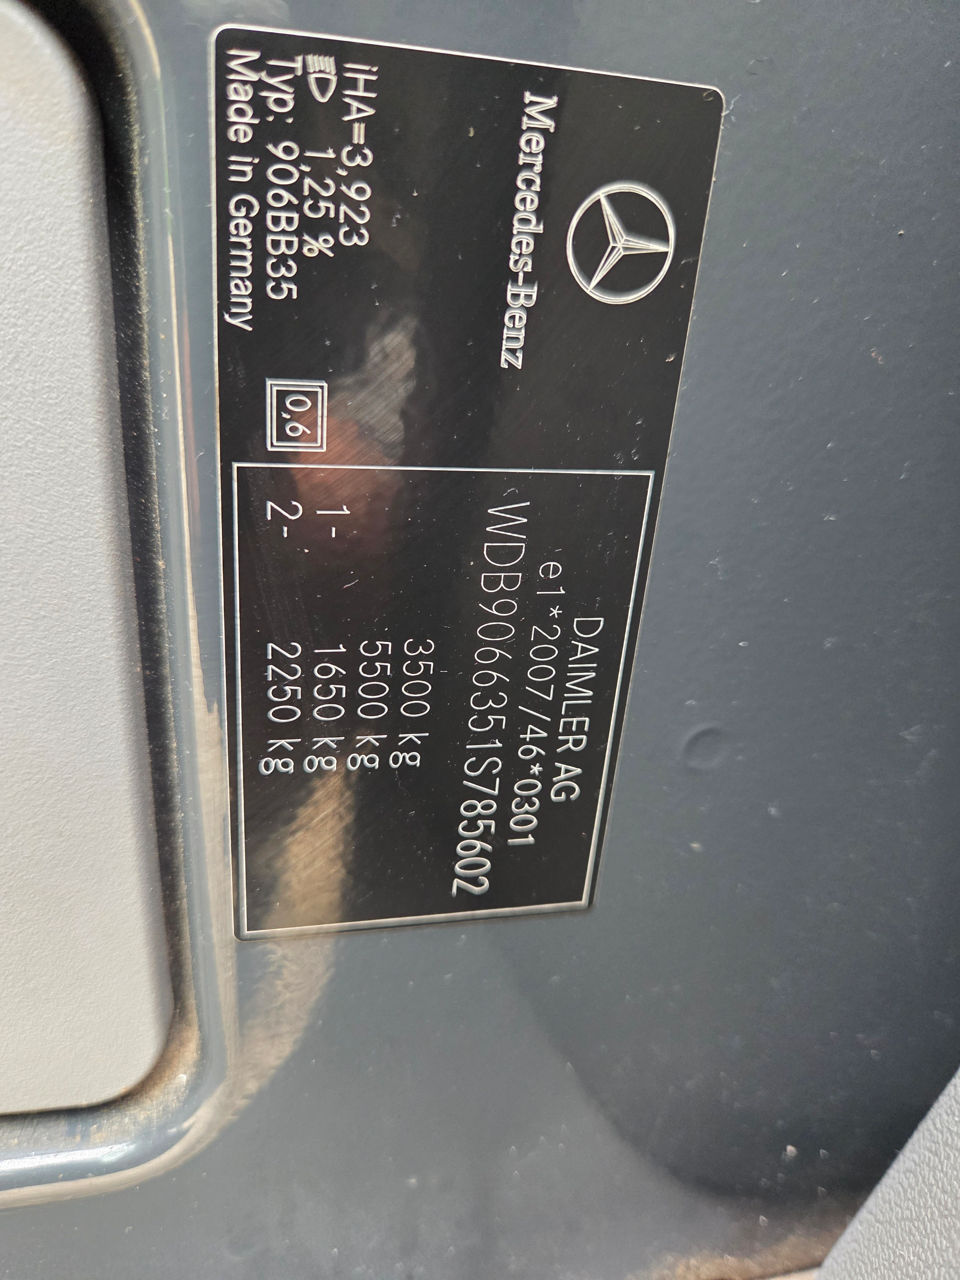 Mercedes-Benz
iHA=3,923
1,25 %
Typ: 906BB35
Made in Germany
0,6
DAIMLER AG
e1*2007/46*0301
WDB9066351S785602
3500 kg
5500 kg
1- 1650 kg
2- 2250 kg